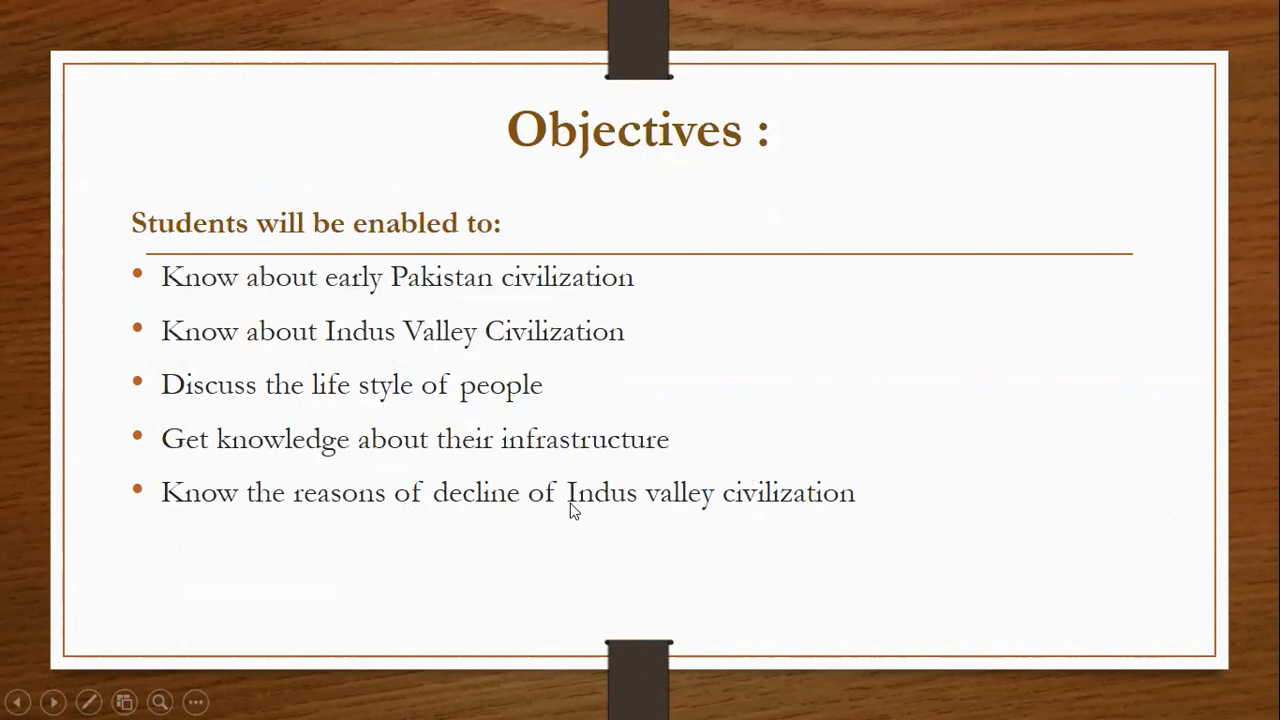 Objectives :
Students will be enabled to:
• Know about early Pakistan civilization
• Know about Indus Valley Civilization
• Discuss the life style of people
• Get knowledge about their infrastructure
• Know the reasons of decline of Indus valley civilization